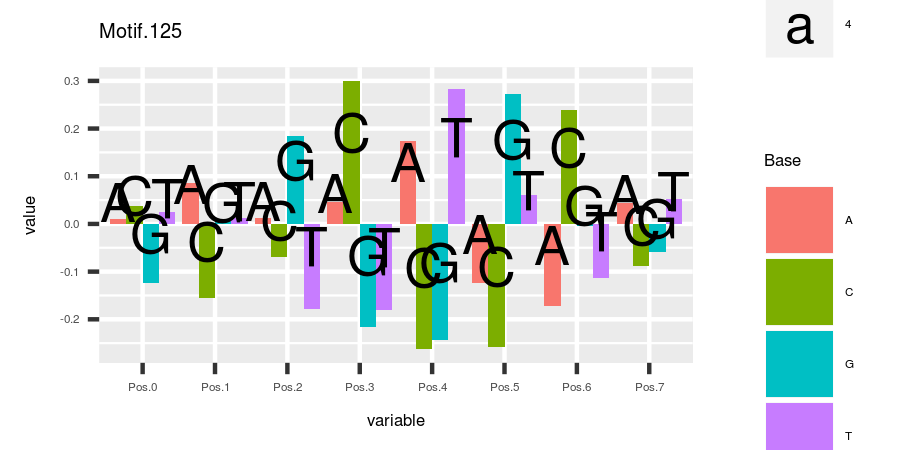 Motif.125
a 4
0.3
0.2
0.1
0.0
-0.1
-0.2
value
A C G T A C G T A C G T A C G T A C G T A C G T A C G T A C G T
Pos.0 Pos.1 Pos.2 Pos.3 Pos.4 Pos.5 Pos.6 Pos.7
variable
Base
A
C
G
T